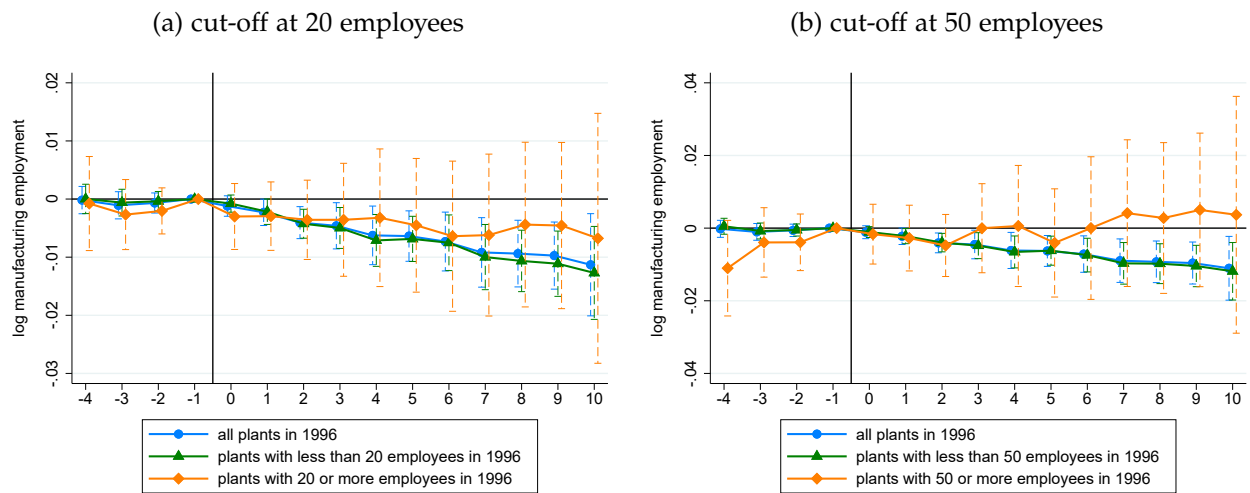 (a) cut-off at 20 employees
.02
.01
0
-.01
-.02
-.03
log manufacturing employment
-4 -3 -2 -1 0 1 2 3 4 5 6 7 8 9 10
all plants in 1996
plants with less than 20 employees in 1996
plants with 20 or more employees in 1996
(b) cut-off at 50 employees
.04
.02
0
-.02
-.04
log manufacturing employment
-4 -3 -2 -1 0 1 2 3 4 5 6 7 8 9 10
all plants in 1996
plants with less than 50 employees in 1996
plants with 50 or more employees in 1996